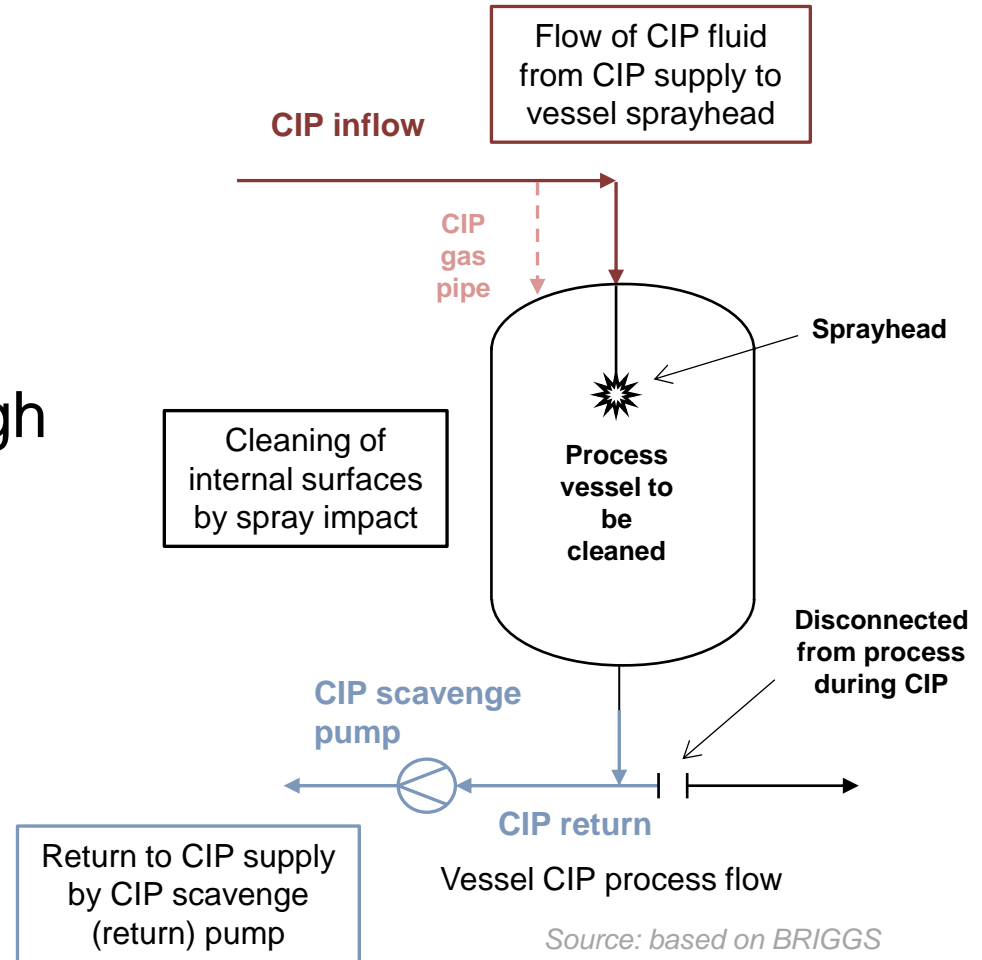 Flow of CIP fluid
from CIP supply to
vessel sprayhead
CIP inflow
CIP
gas
pipe
Sprayhead
gh
Cleaning of
internal surfaces
by spray impact
Process
vessel to
be
cleaned
Disconnected
from process
during CIP
CIP scavenge
pump
CIP return
Return to CIP supply
by CIP scavenge
(return) pump
Vessel CIP process flow
Source: based on BRIGGS